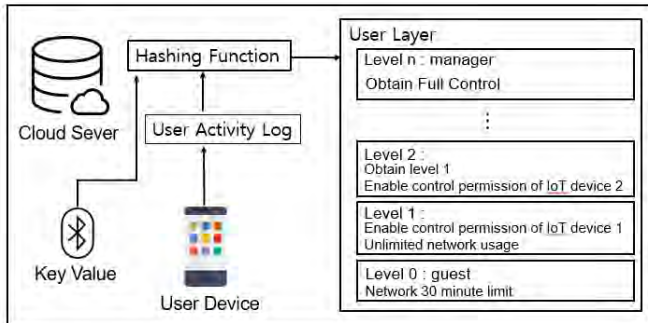 Hashing Function
Cloud Sever
User Activity Log
Key Value
User Device
User Layer
Level n : manager
Obtain Full Control
⋮
Level 2 :
Obtain level 1
Enable control permission of IoT device 2
Level 1 :
Enable control permission of IoT device 1
Unlimited network usage
Level 0 : guest
Network 30 minute limit